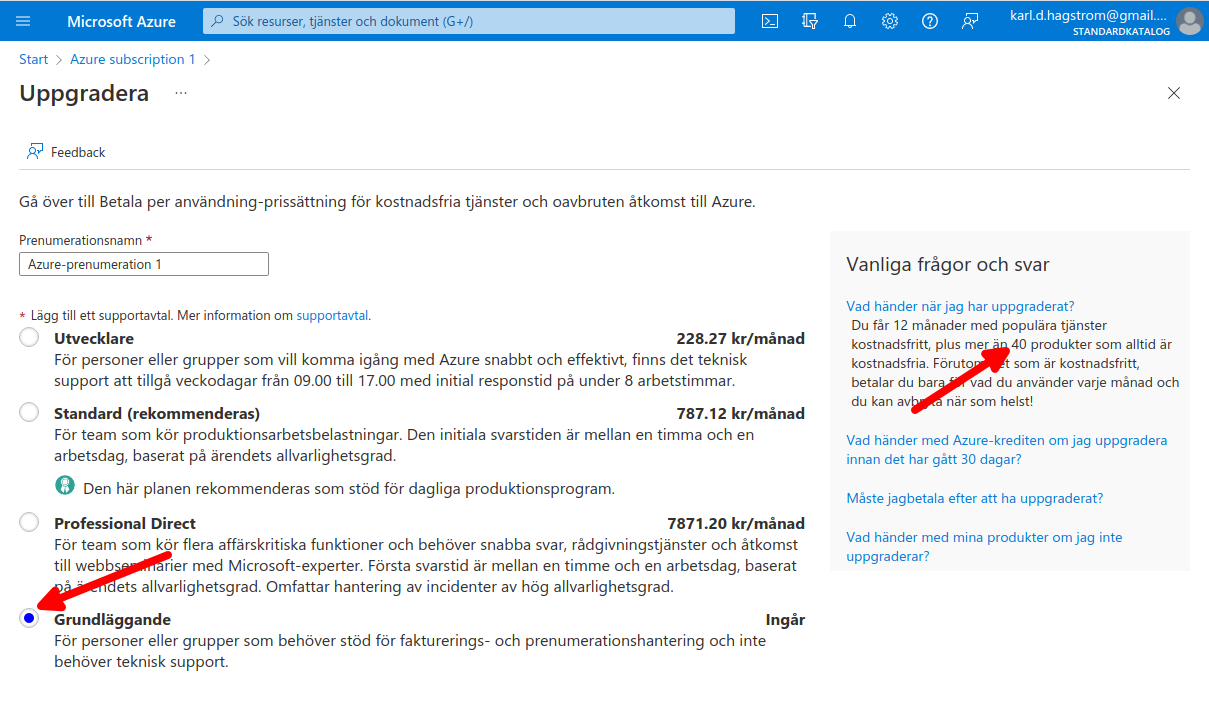 Microsoft Azure
Sök resurser, tjänster och dokument (G+/)
karl.d.hagstrom@gmail....
STANDARDKATALOG
Start > Azure subscription 1 >
Uppgradera ...
Feedback
Gå över till Betala per användning-prissättning för kostnadsfria tjänster och oavbruten åtkomst till Azure.
Prenumerationsnamn *
Azure-prenumeration 1
* Lägg till ett supportavtal. Mer information om supportavtal.
Utvecklare 228.27 kr/månad
För personer eller grupper som vill komma igång med Azure snabbt och effektivt, finns det teknisk
support att tillgå veckodagar från 09.00 till 17.00 med initial responstid på under 8 arbetstimmar.
Standard (rekommenderas) 787.12 kr/månad
För team som kör produktionsarbetsbelastningar. Den initiala svarstiden är mellan en timma och en
arbetsdag, baserat på ärendets allvarlighetsgrad.
Den här planen rekommenderas som stöd för dagliga produktionsprogram.
Professional Direct 7871.20 kr/månad
För team som kör flera affärskritiska funktioner och behöver snabba svar, rådgivningstjänster och åtkomst
till webbseminarier med Microsoft-experter. Första svarstid är mellan en timme och en arbetsdag, baserat
på ärendets allvarlighetsgrad. Omfattar hantering av incidenter av hög allvarlighetsgrad.
Grundläggande Ingår
För personer eller grupper som behöver stöd för fakturerings- och prenumerationshantering och inte
behöver teknisk support.
Vanliga frågor och svar
Vad händer när jag har uppgraderat?
Du får 12 månader med populära tjänster
kostnadsfritt, plus mer än 40 produkter som alltid är
kostnadsfria. Förutom det som är kostnadsfritt,
betalar du bara för vad du använder varje månad och
du kan avbryta när som helst!
Vad händer med Azure-krediten om jag uppgradera
innan det har gått 30 dagar?
Måste jagbetala efter att ha uppgraderat?
Vad händer med mina produkter om jag inte
uppgraderar?